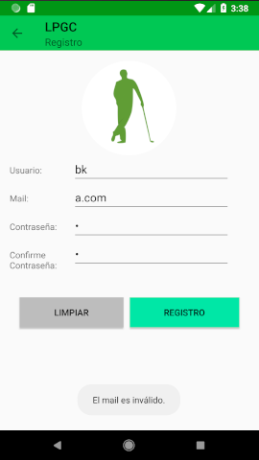 3:38
LPGC
Registro
Usuario: bk
Mail: a.com
Contraseña: •
Confirme
Contraseña: •
LIMPIAR REGISTRO
El mail es inválido.